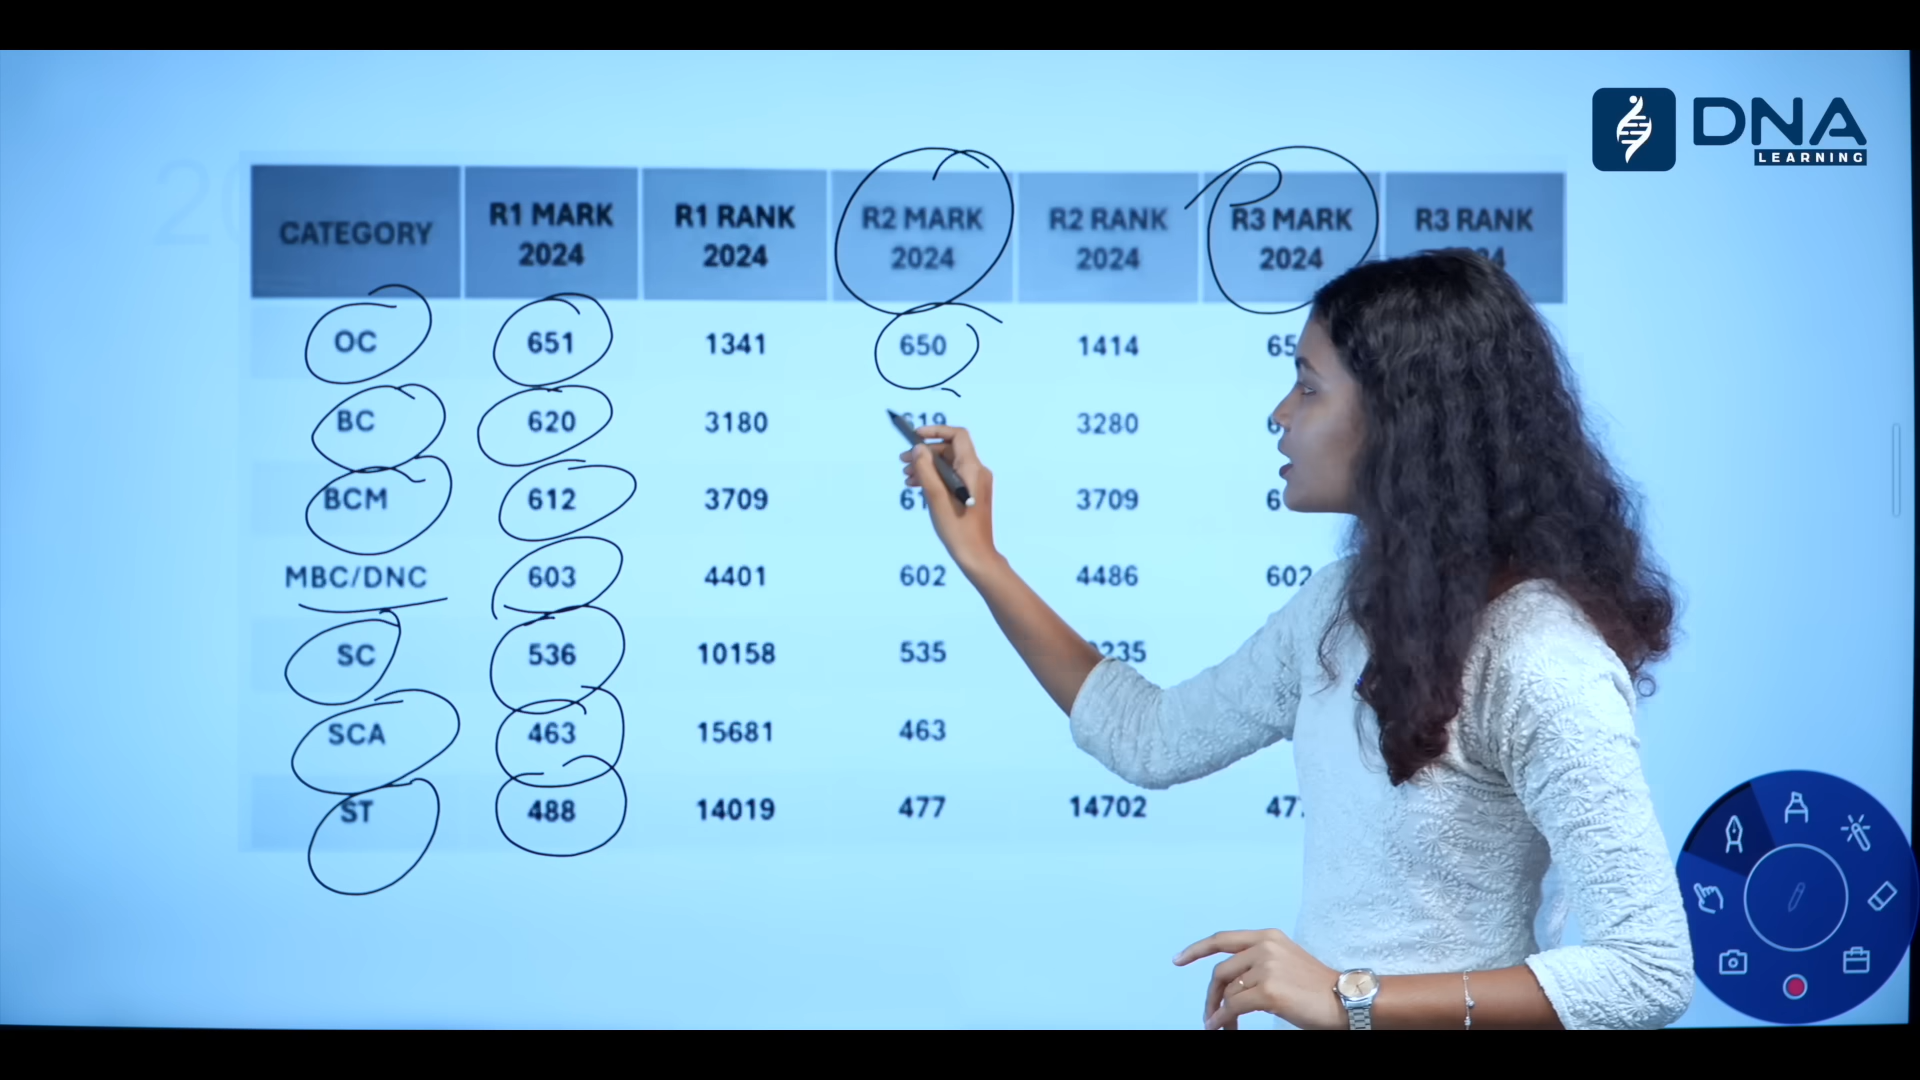 DNA
LEARNING
CATEGORY R1 MARK 2024 R1 RANK 2024 R2 MARK 2024 R2 RANK 2024 R3 MARK 2024 R3 RANK
OC 651 1341 650 1414
BC 620 3180 619 3280
BCM 612 3709 3709
MBC/DNC 603 4401 602 4486 602
SC 536 10158 535
SCA 463 15681 463
ST 488 14019 477 14702